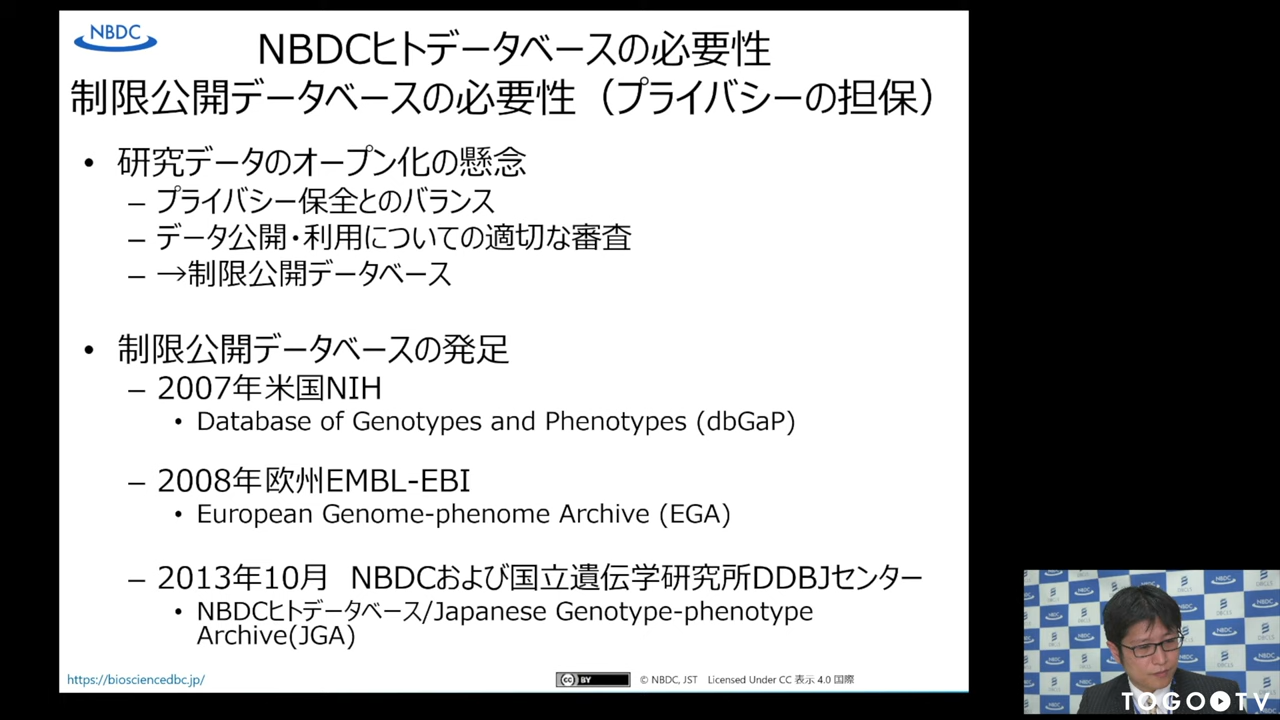 NBDC
NBDCヒトデータベースの必要性
制限公開データベースの必要性（プライバシーの担保）
• 研究データのオープン化の懸念
– プライバシー保全とのバランス
– データ公開・利用についての適切な審査
– →制限公開データベース
• 制限公開データベースの発足
– 2007年米国NIH
• Database of Genotypes and Phenotypes (dbGaP)
– 2008年欧州EMBL-EBI
• European Genome-phenome Archive (EGA)
– 2013年10月 NBDCおよび国立遺伝学研究所DDBJセンター
• NBDCヒトデータベース/Japanese Genotype-phenotype
Archive(JGA)
https://biosciencedbc.jp/
cc BY
© NBDC, JST Licensed Under CC 表示 4.0 国際
TOGO TV